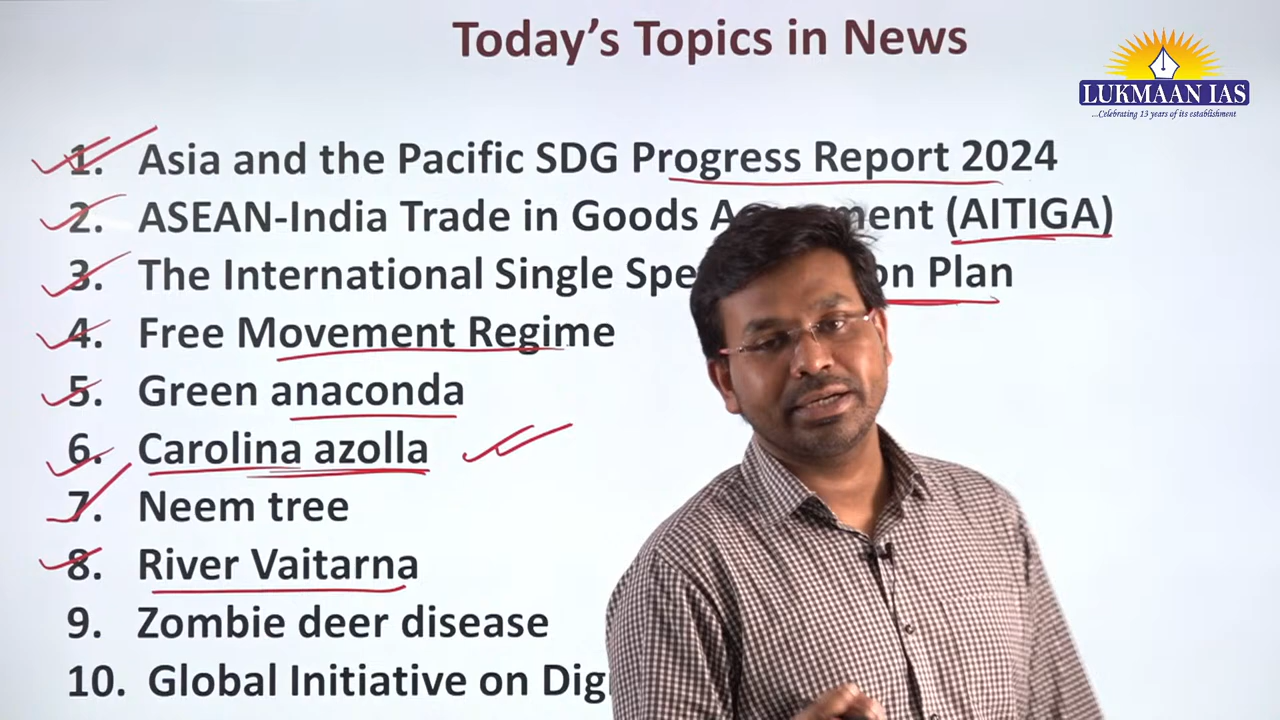 Today's Topics in News
LUKMAAN IAS
...Celebrating 13 years of its establishment
1. Asia and the Pacific SDG Progress Report 2024
2. ASEAN-India Trade in Goods (AITIGA)
3. The International Single Plan
4. Free Movement Regime
5. Green anaconda
6. Carolina azolla
7. Neem tree
8. River Vaitarna
9. Zombie deer disease
10. Global Initiative on